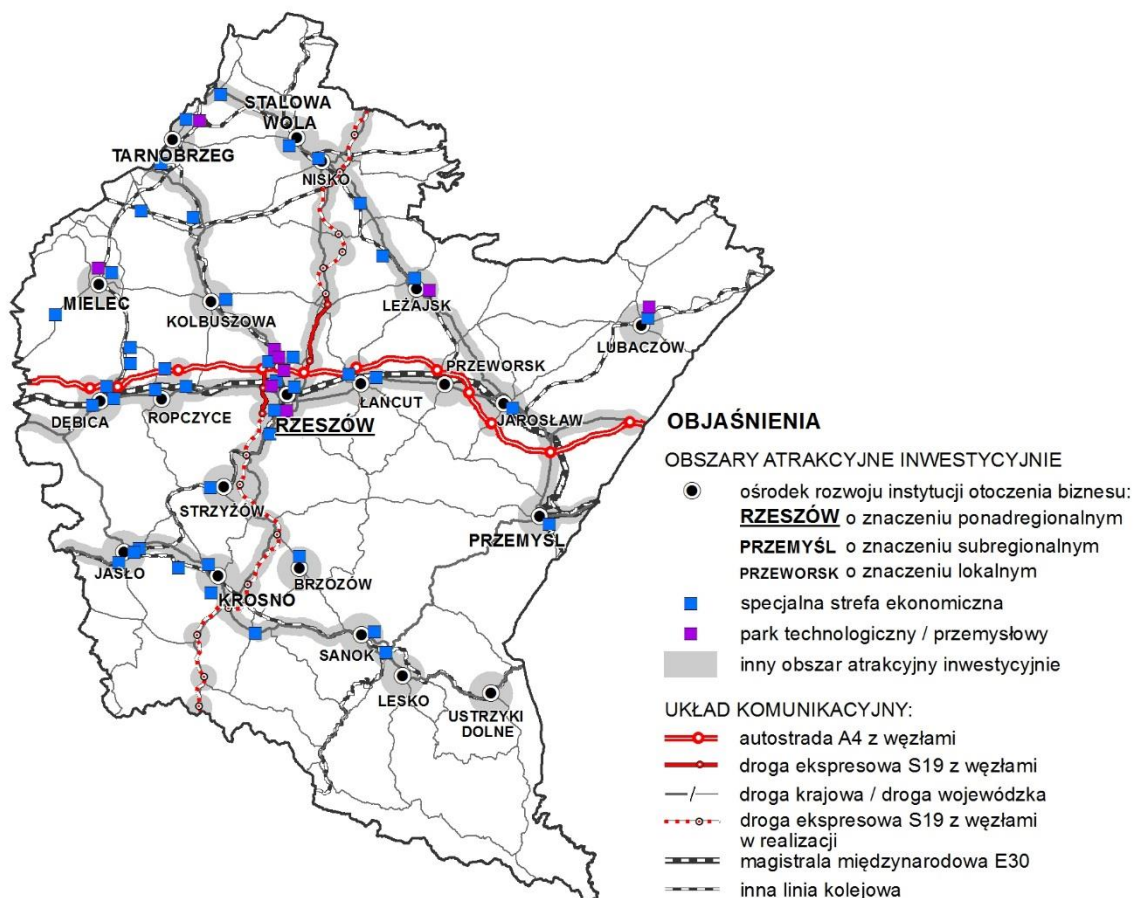 STALOWA
WOLA
TARNOBRZEG
NISKO
MIELEC
KOLBUSZOWA
LEŻAJSK
LUBACZÓW
PRZEWORSK
DĘBICA
ROPCZYCE
RZESZÓW
ŁAŃCUT
JAROSŁAW
STRZYŻÓW
PRZEMYŚL
JASŁO
KROSNO
BRZOZÓW
SANOK
LESKO
USTRZYKI
DOLNE
OBJAŚNIENIA
OBSZARY ATRAKCYJNE INWESTYCYJNIE
ośrodek rozwoju instytucji otoczenia biznesu:
RZESZÓW o znaczeniu ponadregionalnym
PRZEMYŚL o znaczeniu subregionalnym
PRZEWORSK o znaczeniu lokalnym
specjalna strefa ekonomiczna
park technologiczny / przemysłowy
inny obszar atrakcyjny inwestycyjnie
UKŁAD KOMUNIKACYJNY:
autostrada A4 z węzłami
droga ekspresowa S19 z węzłami
droga krajowa / droga wojewódzka
droga ekspresowa S19 z węzłami
w realizacji
magistrala międzynarodowa E30
inna linia kolejowa